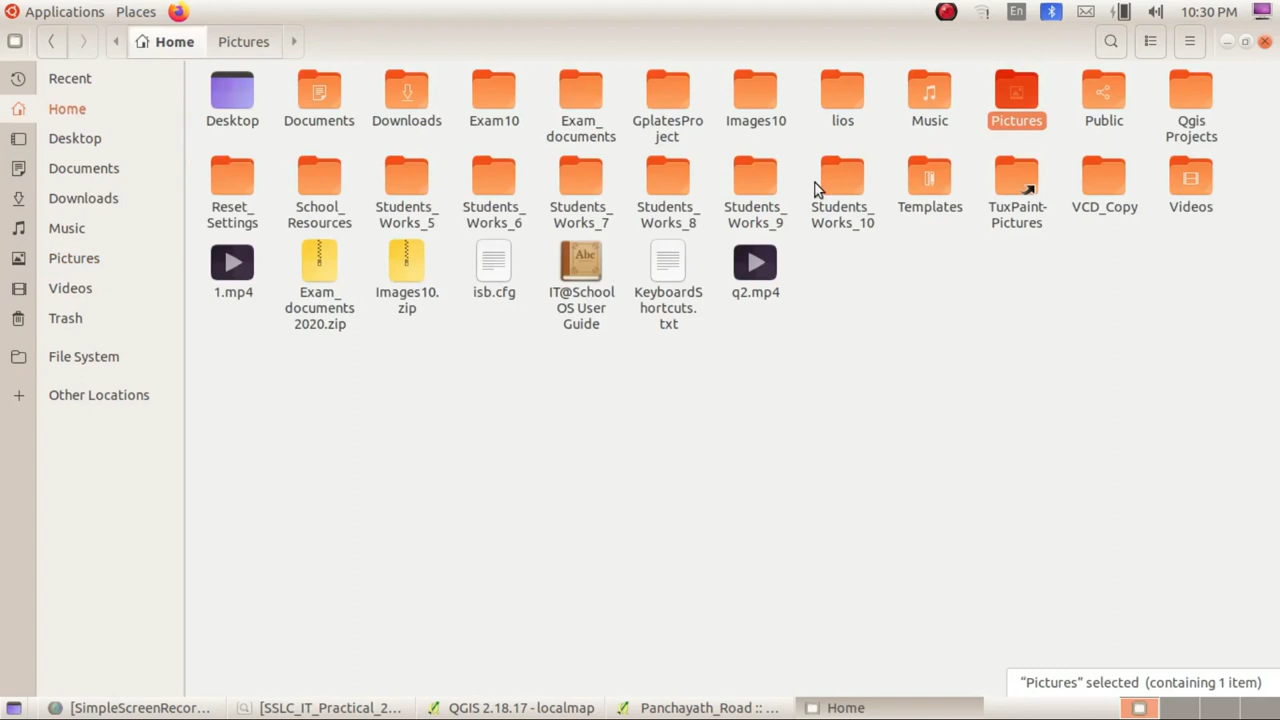 Applications Places En 10:30 PM
Home Pictures
Recent
Home
Desktop
Documents
Downloads
Music
Pictures
Videos
Trash
File System
Other Locations
Desktop Documents Downloads Exam10 Exam_ GplatesPro Images10 lios Music Pictures Public Qgis
documents ject Projects
Reset_ School_ Students_ Students_ Students_ Students_ Students_ Students_ Templates TuxPaint- VCD_Copy Videos
Settings Resources Works_5 Works_6 Works_7 Works_8 Works_9 Works_10 Pictures
Abc
1.mp4 Exam_ Images10. isb.cfg IT@School KeyboardS q2.mp4
documents zip OS User hortcuts.
2020.zip Guide txt
"Pictures" selected (containing 1 item)
[SimpleScreenRecor... [SSLC_IT_Practical_2... QGIS 2.18.17 - localmap Panchayath_Road :: ... Home